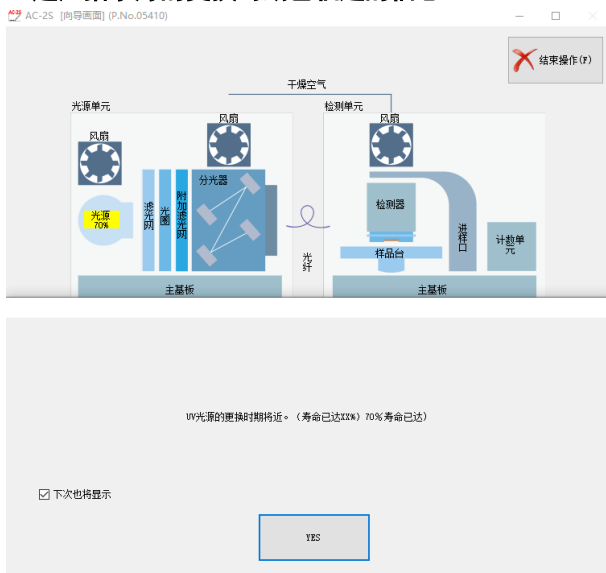 AC-2S [向导画面] (P.No.05410)
结束操作(F)
干燥空气
光源单元
检测单元
风扇
风扇
风扇
分光器
光源
70%
滤光网
光圈
附加滤光网
检测器
进样口
计数单元
光纤
样品台
主基板
主基板
UV光源的更换时期将近。（寿命已达XX%）70％寿命已达）
下次也将显示
YES